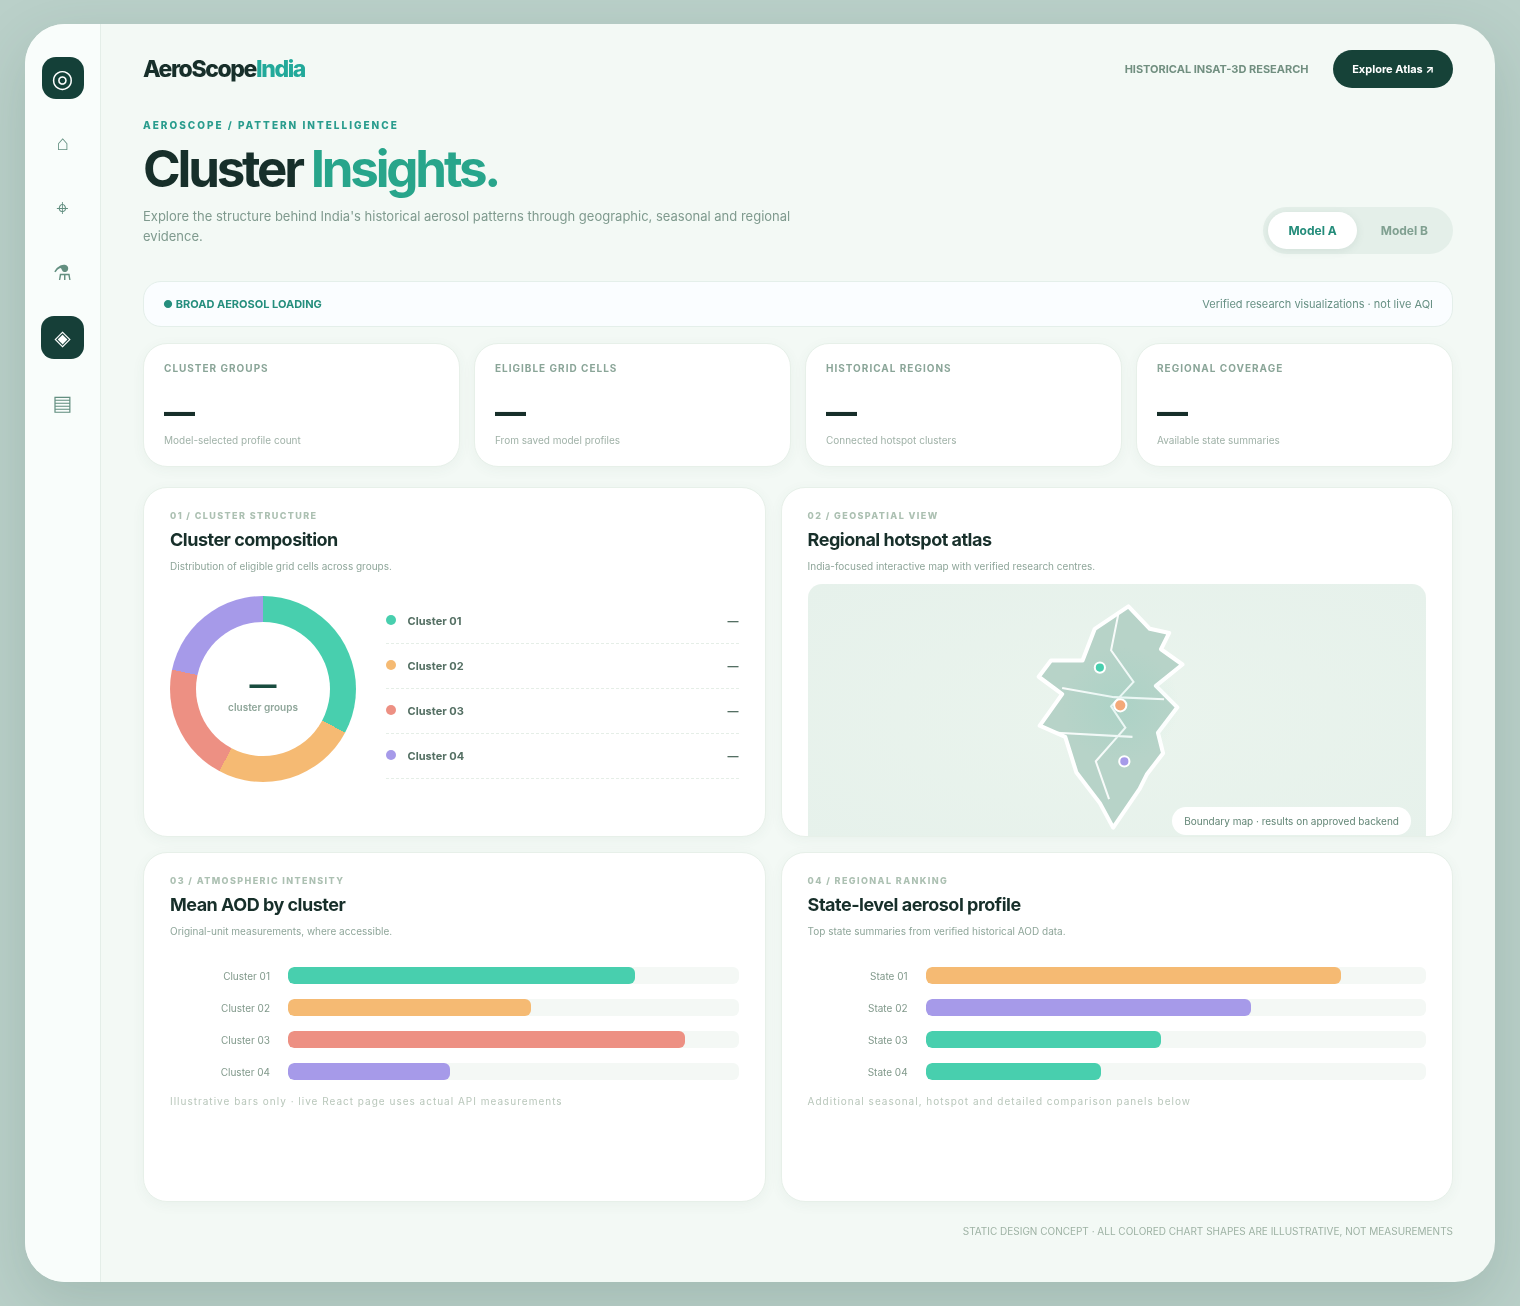 AeroScopeIndia
HISTORICAL INSAT-3D RESEARCH
Explore Atlas ↗
AEROSCOPE / PATTERN INTELLIGENCE
Cluster Insights.
Explore the structure behind India's historical aerosol patterns through geographic, seasonal and regional
evidence.
Model A
Model B
BROAD AEROSOL LOADING
Verified research visualizations · not live AQI
CLUSTER GROUPS
—
Model-selected profile count
ELIGIBLE GRID CELLS
—
From saved model profiles
HISTORICAL REGIONS
—
Connected hotspot clusters
REGIONAL COVERAGE
—
Available state summaries
01 / CLUSTER STRUCTURE
Cluster composition
Distribution of eligible grid cells across groups.
—
cluster groups
Cluster 01 —
Cluster 02 —
Cluster 03 —
Cluster 04 —
02 / GEOSPATIAL VIEW
Regional hotspot atlas
India-focused interactive map with verified research centres.
Boundary map · results on approved backend
03 / ATMOSPHERIC INTENSITY
Mean AOD by cluster
Original-unit measurements, where accessible.
Cluster 01
Cluster 02
Cluster 03
Cluster 04
Illustrative bars only · live React page uses actual API measurements
04 / REGIONAL RANKING
State-level aerosol profile
Top state summaries from verified historical AOD data.
State 01
State 02
State 03
State 04
Additional seasonal, hotspot and detailed comparison panels below
STATIC DESIGN CONCEPT · ALL COLORED CHART SHAPES ARE ILLUSTRATIVE, NOT MEASUREMENTS